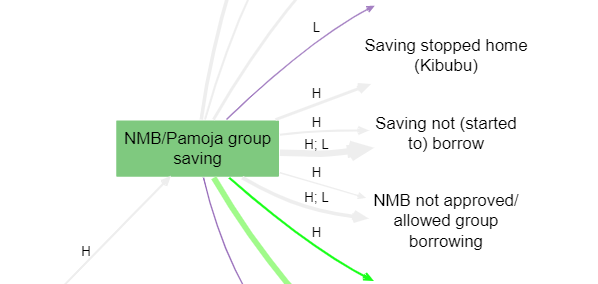 L
Saving stopped home
(Kibubu)
H
H
Saving not (started
to) borrow
NMB/Pamoja group
saving
H; L
H
NMB not approved/
allowed group
borrowing
H; L
H
H